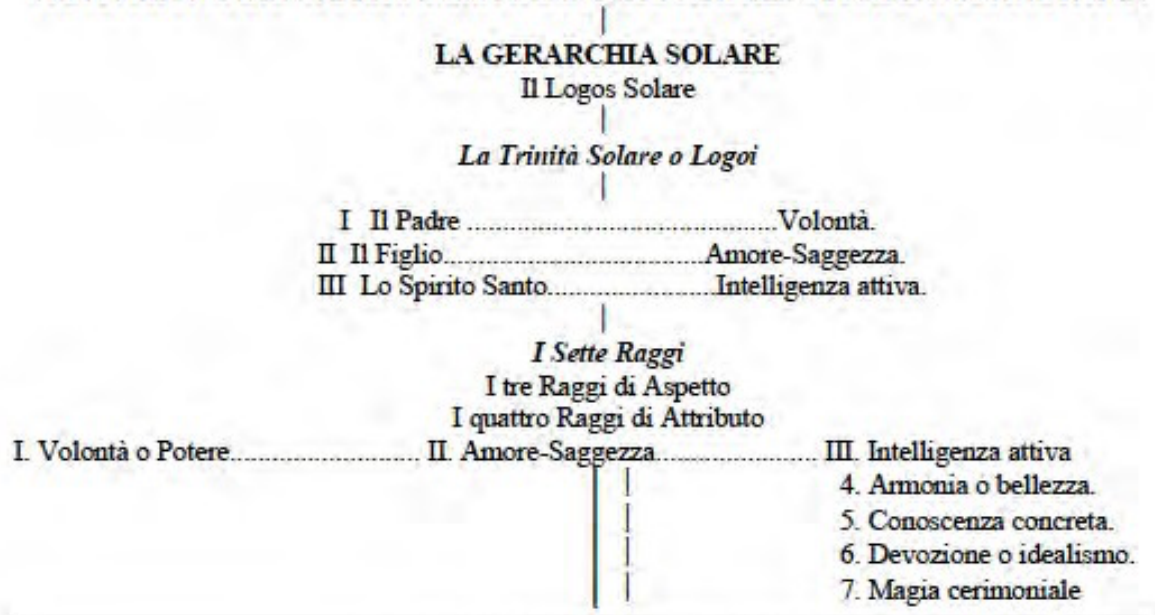 LA GERARCHIA SOLARE
Il Logos Solare
La Trinità Solare o Logoi
I Il Padre ............................................Volontà.
II Il Figlio......................................Amore-Saggezza.
III Lo Spirito Santo........................Intelligenza attiva.
I Sette Raggi
I tre Raggi di Aspetto
I quattro Raggi di Attributo
I. Volontà o Potere........................... II. Amore-Saggezza....................... III. Intelligenza attiva
4. Armonia o bellezza.
5. Conoscenza concreta.
6. Devozione o idealismo.
7. Magia cerimoniale